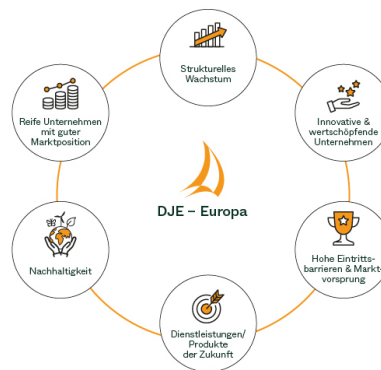 Strukturelles
Wachstum
Innovative &
wertschöpfende
Unternehmen
Hohe Eintritts-
barrieren & Markt-
vorsprung
Dienstleistungen/
Produkte
der Zukunft
Nachhaltigkeit
Reife Unternehmen
mit guter
Marktposition
DJE – Europa